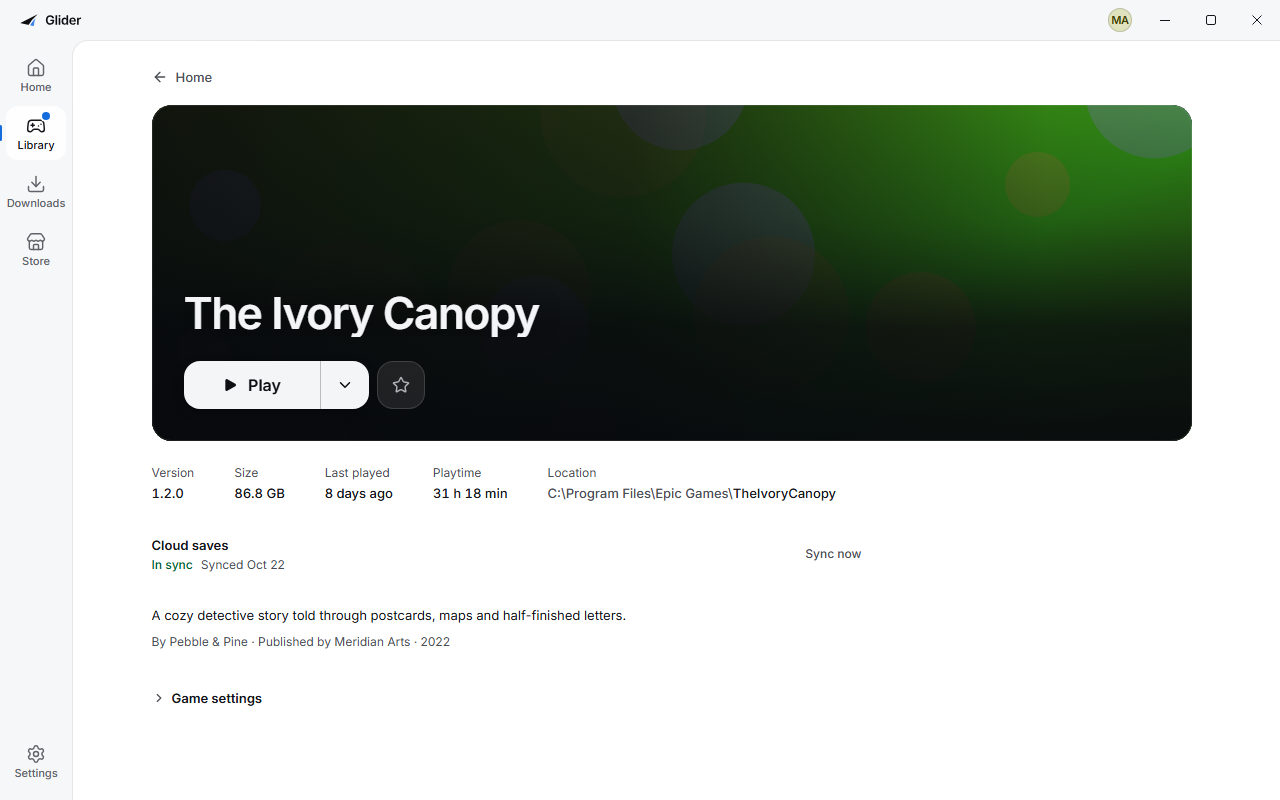 Glider
MA
Home
Library
Downloads
Store
Settings
Home
The Ivory Canopy
Play
Version
1.2.0
Size
86.8 GB
Last played
8 days ago
Playtime
31 h 18 min
Location
C:\Program Files\Epic Games\TheIvoryCanopy
Cloud saves
In sync Synced Oct 22
Sync now
A cozy detective story told through postcards, maps and half-finished letters.
By Pebble & Pine · Published by Meridian Arts · 2022
Game settings